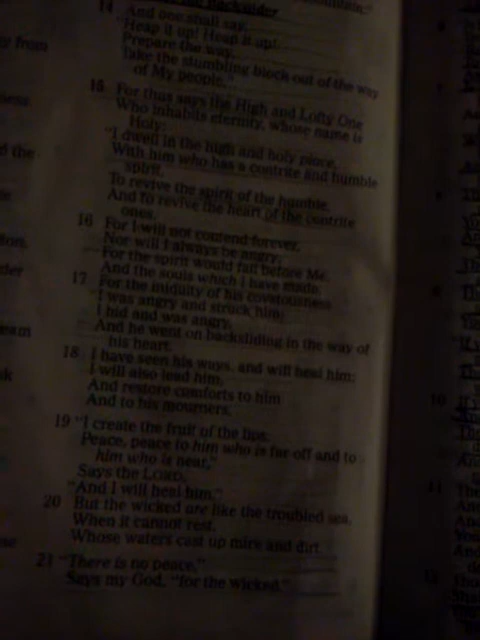 Backslider
14 "And one shall say,
"Heap it up! Heap it up!
Prepare the way,
Take the stumbling block out of the way
of My people."
15 For thus says the High and Lofty One
Who inhabits eternity, whose name is
Holy:
"I dwell in the high and holy place,
With him who has a contrite and humble
spirit,
To revive the spirit of the humble,
And to revive the heart of the contrite
ones.
16 For I will not contend forever,
Nor will I always be angry;
For the spirit would fail before Me,
And the souls which I have made.
17 For the iniquity of his covetousness
I was angry and struck him;
I hid and was angry,
And he went on backsliding in the way of
his heart.
18 I have seen his ways, and will heal him;
I will also lead him,
And restore comforts to him
And to his mourners.
19 "I create the fruit of the lips:
Peace, peace to him who is far off and to
him who is near,"
Says the LORD,
"And I will heal him."
20 But the wicked are like the troubled sea,
When it cannot rest,
Whose waters cast up mire and dirt.
21 "There is no peace,"
Says my God, "for the wicked."
from
the